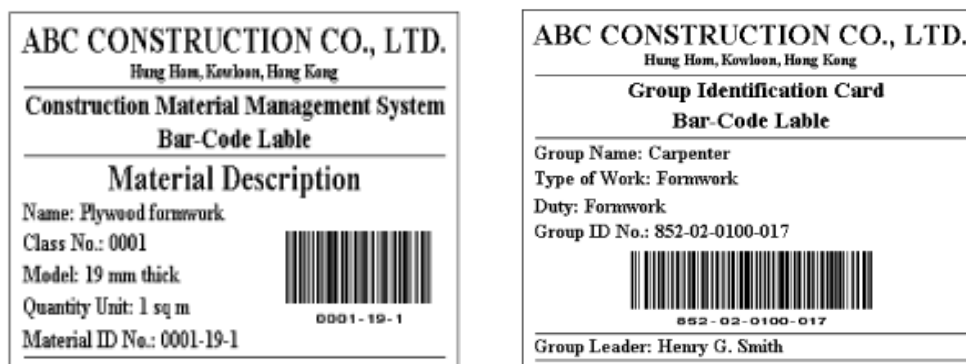 ABC CONSTRUCTION CO., LTD.
Hung Hom, Kowloon, Hong Kong
Construction Material Management System
Bar-Code Lable
Material Description
Name: Plywood formwork
Class No.: 0001
Model: 19 mm thick
Quantity Unit: 1 sq m
Material ID No.: 0001-19-1
0001-19-1
ABC CONSTRUCTION CO., LTD.
Hung Hom, Kowloon, Hong Kong
Group Identification Card
Bar-Code Lable
Group Name: Carpenter
Type of Work: Formwork
Duty: Formwork
Group ID No.: 852-02-0100-017
852-02-0100-017
Group Leader: Henry G. Smith